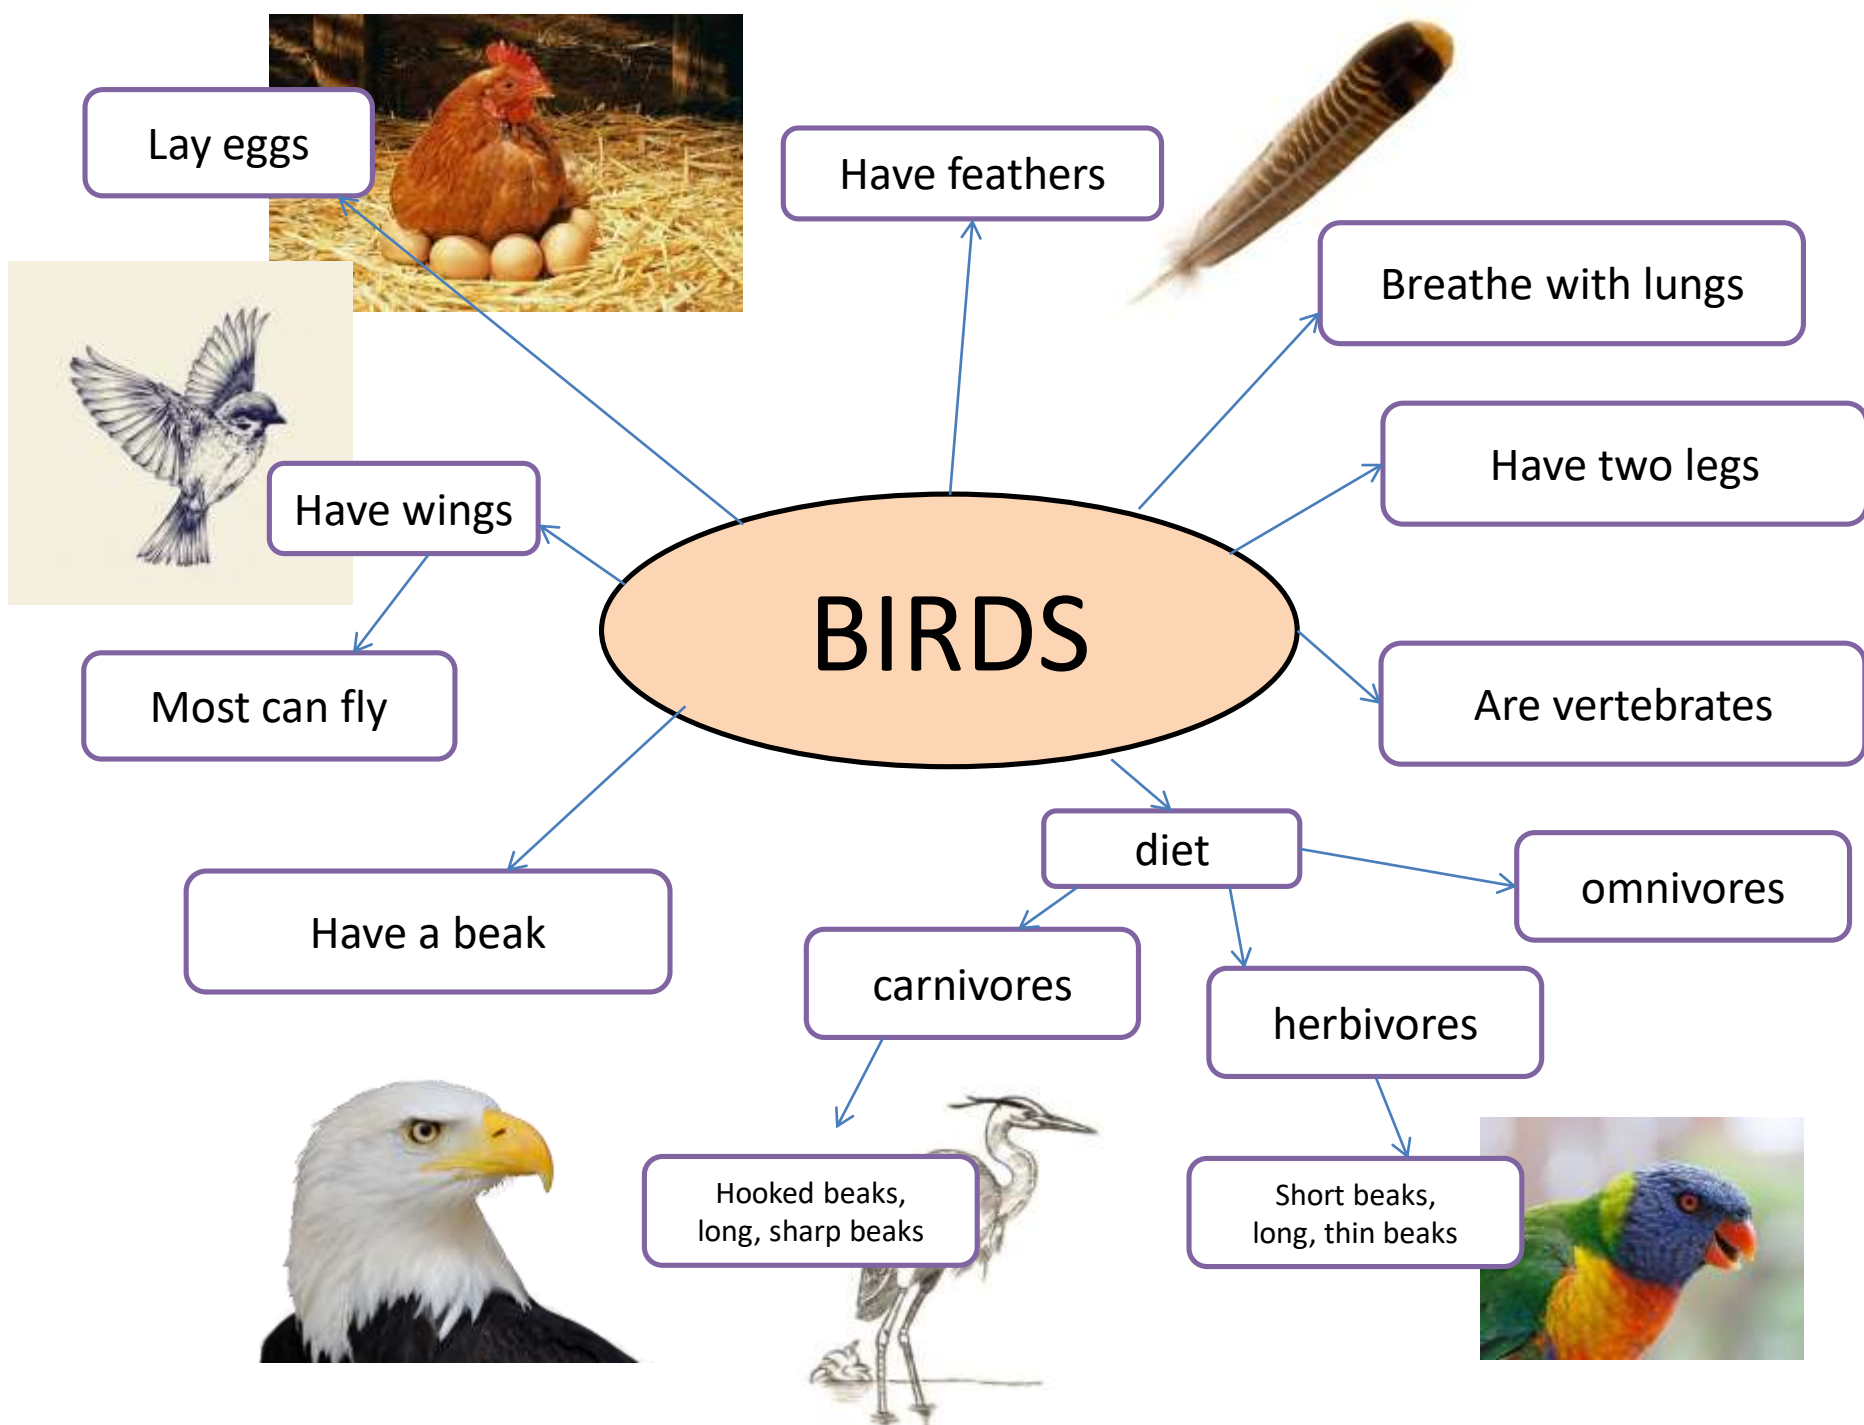 Lay eggs
Have feathers
Breathe with lungs
Have two legs
Have wings
BIRDS
Most can fly
Are vertebrates
diet
omnivores
Have a beak
carnivores
herbivores
Hooked beaks,
long, sharp beaks
Short beaks,
long, thin beaks